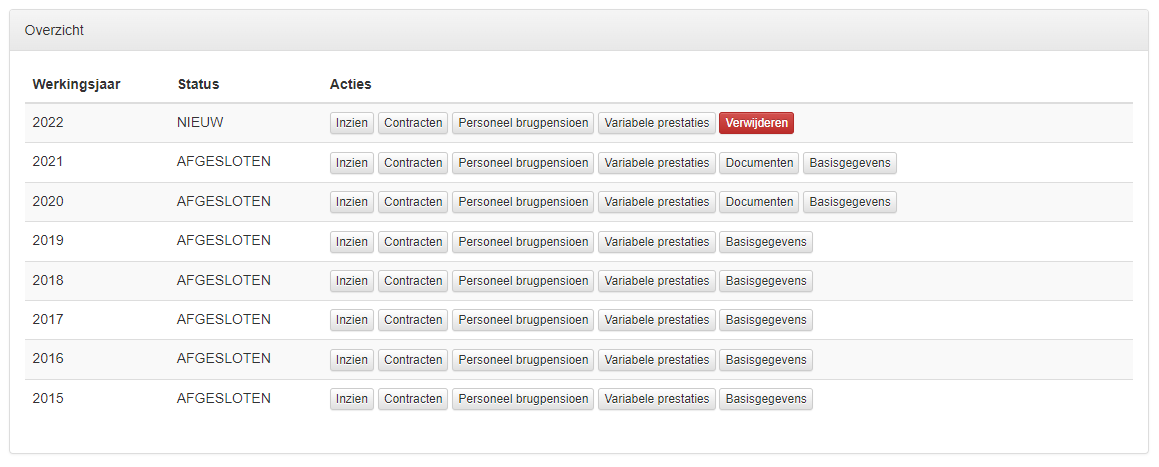 Overzicht
Werkingsjaar Status Acties
2022 NIEUW Inzien Contracten Personeel brugpensioen Variabele prestaties Verwijderen
2021 AFGESLOTEN Inzien Contracten Personeel brugpensioen Variabele prestaties Documenten Basisgegevens
2020 AFGESLOTEN Inzien Contracten Personeel brugpensioen Variabele prestaties Documenten Basisgegevens
2019 AFGESLOTEN Inzien Contracten Personeel brugpensioen Variabele prestaties Basisgegevens
2018 AFGESLOTEN Inzien Contracten Personeel brugpensioen Variabele prestaties Basisgegevens
2017 AFGESLOTEN Inzien Contracten Personeel brugpensioen Variabele prestaties Basisgegevens
2016 AFGESLOTEN Inzien Contracten Personeel brugpensioen Variabele prestaties Basisgegevens
2015 AFGESLOTEN Inzien Contracten Personeel brugpensioen Variabele prestaties Basisgegevens